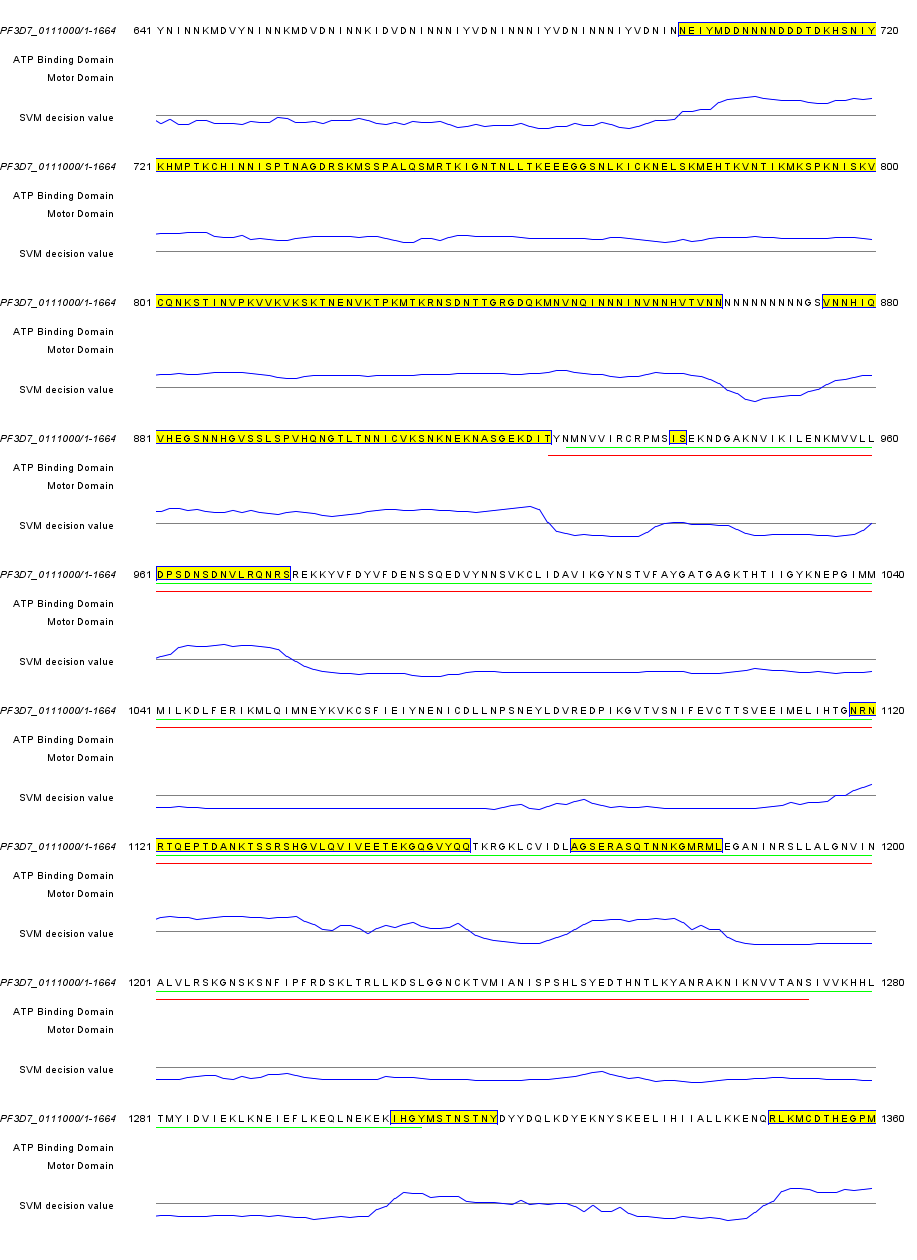 PF3D7_0111000/1-1664 641 YNINNKMDVYNINNKMDVDNINNKIDVDNINNNIYVDNINNNIYVDNINNNIYVDNINNEIYMDDNNNNDDDTDKHSNIY 720
ATP Binding Domain
Motor Domain
SVM decision value
PF3D7_0111000/1-1664 721 KHMPTKCHINNISPTNAGDRSKMSSPALQSMRTKIGNTNLLTKEEEGGSNLKICKNELSKMEHTKVNTIKMKSPKNISKV 800
ATP Binding Domain
Motor Domain
SVM decision value
PF3D7_0111000/1-1664 801 CQNKSTINVPKVVKVKSKTNENVKTPKMTKRNSDNTTGRGDQKMNVNQINNNINVNNHVTVNNNNNNNNNNNGSVNNHIQ 880
ATP Binding Domain
Motor Domain
SVM decision value
PF3D7_0111000/1-1664 881 VHEGSNNHGVSSLSPVHQNGTLTNNICVKSNKNEKNASGEKDITYNMNVVIRCRPMSISEKNDGAKNVIKILENKMVVLL 960
ATP Binding Domain
Motor Domain
SVM decision value
PF3D7_0111000/1-1664 961 DPSDNSDNVLRQNRSREKKYVFDYVFDENSSQEDVYNNSVKCLIDAVIKGYNSTVFAYGATGAGKTHTIIGYKNEPGIMM 1040
ATP Binding Domain
Motor Domain
SVM decision value
PF3D7_0111000/1-1664 1041 MILKDLFERIKMLQIMNEYKVKCSFIEIYNENICDLLNPSNEYLDVREDPIKGVTVSNIFEVCTTSVEEIMELIHTGNRN 1120
ATP Binding Domain
Motor Domain
SVM decision value
PF3D7_0111000/1-1664 1121 RTQEPTDANKTSSRSHGVLQVIVEETEKGQGVYQQTKRGKLCVIDLAGSERASQTNNKGMRMLEGANINRSLLALGNVIN 1200
ATP Binding Domain
Motor Domain
SVM decision value
PF3D7_0111000/1-1664 1201 ALVLRSKGNSKSNFIPFRDSKLTRLLKDSLGGNCKTVMIANISPSHLSYEDTHNTLKYANRAKNIKNVVTANSIVVKHHL 1280
ATP Binding Domain
Motor Domain
SVM decision value
PF3D7_0111000/1-1664 1281 TMYIDVIEKLKNEIEFLKEQLNEKEKIHGYMSTNSTNYDYYDQLKDYEKNYSKEELIHIIALLKKENQRLKMCDTHEGPM 1360
ATP Binding Domain
Motor Domain
SVM decision value